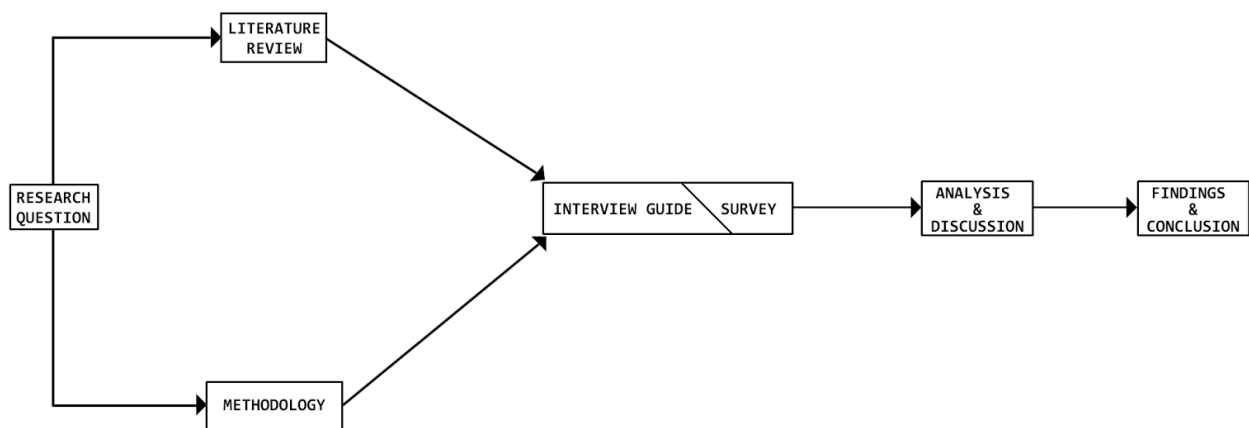 LITERATURE
REVIEW
RESEARCH
QUESTION
INTERVIEW GUIDE
SURVEY
ANALYSIS
&
DISCUSSION
FINDINGS
&
CONCLUSION
METHODOLOGY